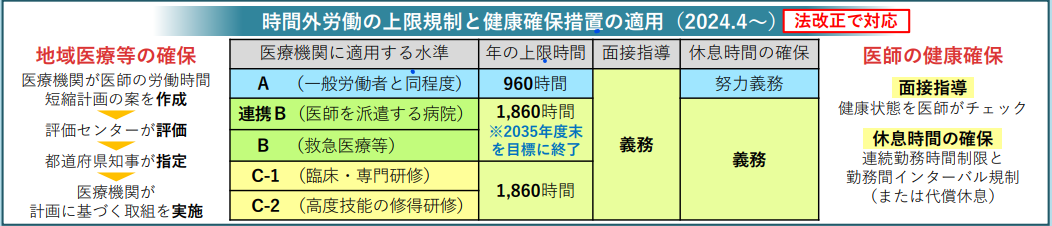 時間外労働の上限規制と健康確保措置の適用（2024.4～） 法改正で対応
地域医療等の確保
医療機関が医師の労働時間
短縮計画の案を作成
評価センターが評価
都道府県知事が指定
医療機関が
計画に基づく取組を実施
医療機関に適用する水準 年の上限時間 面接指導 休息時間の確保
A （一般労働者と同程度） 960時間 義務 努力義務
連携B （医師を派遣する病院） 1,860時間
※2035年度末
を目標に終了
B （救急医療等） 義務
C-1 （臨床・専門研修） 1,860時間
C-2 （高度技能の修得研修）
医師の健康確保
面接指導
健康状態を医師がチェック
休息時間の確保
連続勤務時間制限と
勤務間インターバル規制
（または代償休息）